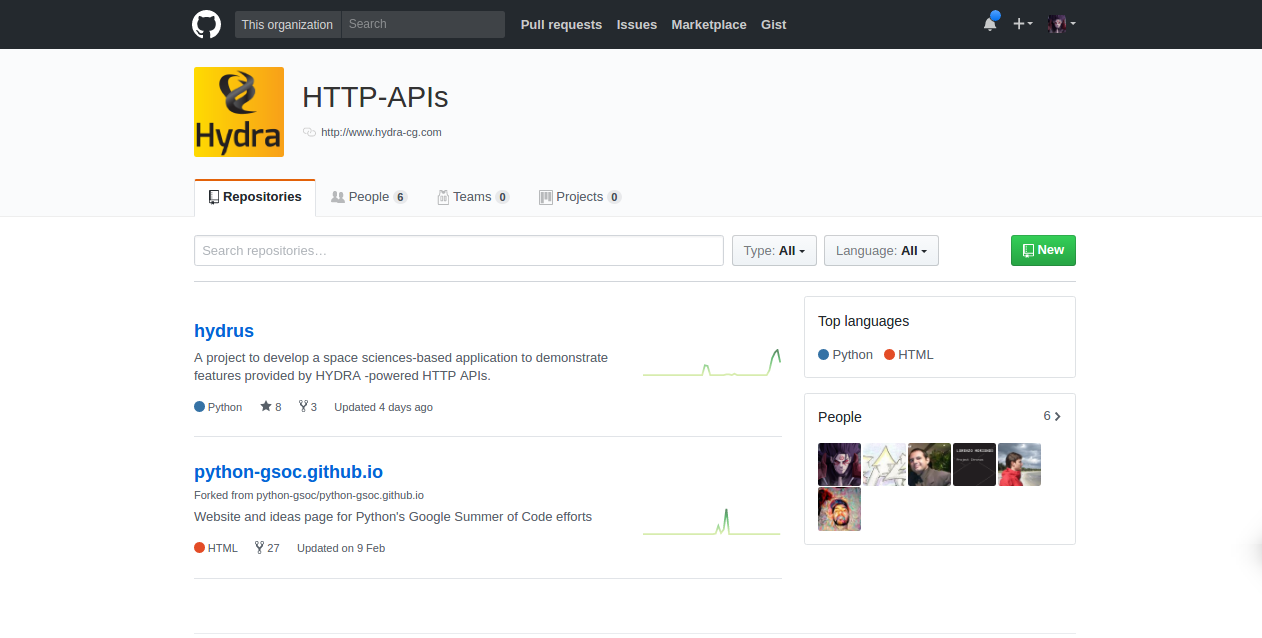 This organization Search Pull requests Issues Marketplace Gist
Hydra
HTTP-APIs
http://www.hydra-cg.com
Repositories People 6 Teams 0 Projects 0
Search repositories… Type: All Language: All New
hydrus
A project to develop a space sciences-based application to demonstrate
features provided by HYDRA -powered HTTP APIs.
Python 8 3 Updated 4 days ago
python-gsoc.github.io
Forked from python-gsoc/python-gsoc.github.io
Website and ideas page for Python's Google Summer of Code efforts
HTML 27 Updated on 9 Feb
Top languages
Python HTML
People 6